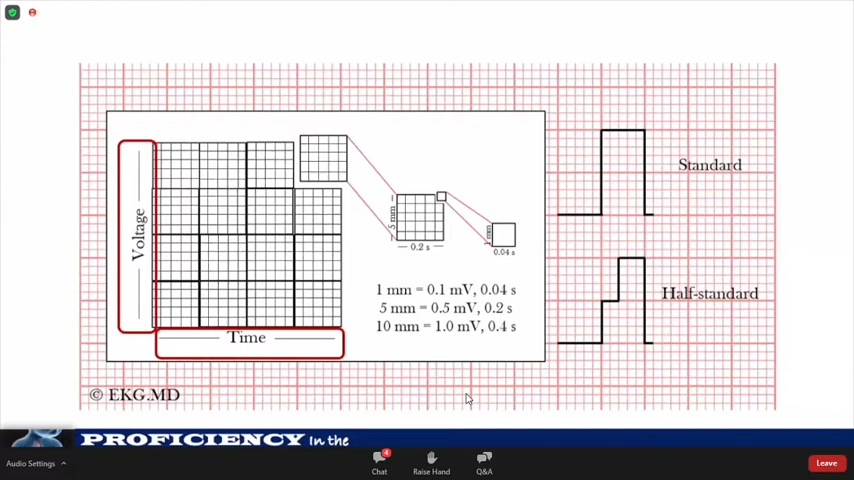 Voltage
Time
5 mm
0.2 s
1 mm
0.04 s
1 mm = 0.1 mV, 0.04 s
5 mm = 0.5 mV, 0.2 s
10 mm = 1.0 mV, 0.4 s
Standard
Half-standard
© EKG.MD
PROFICIENCY In the
Audio Settings
4
Chat
Raise Hand
Q&A
Leave